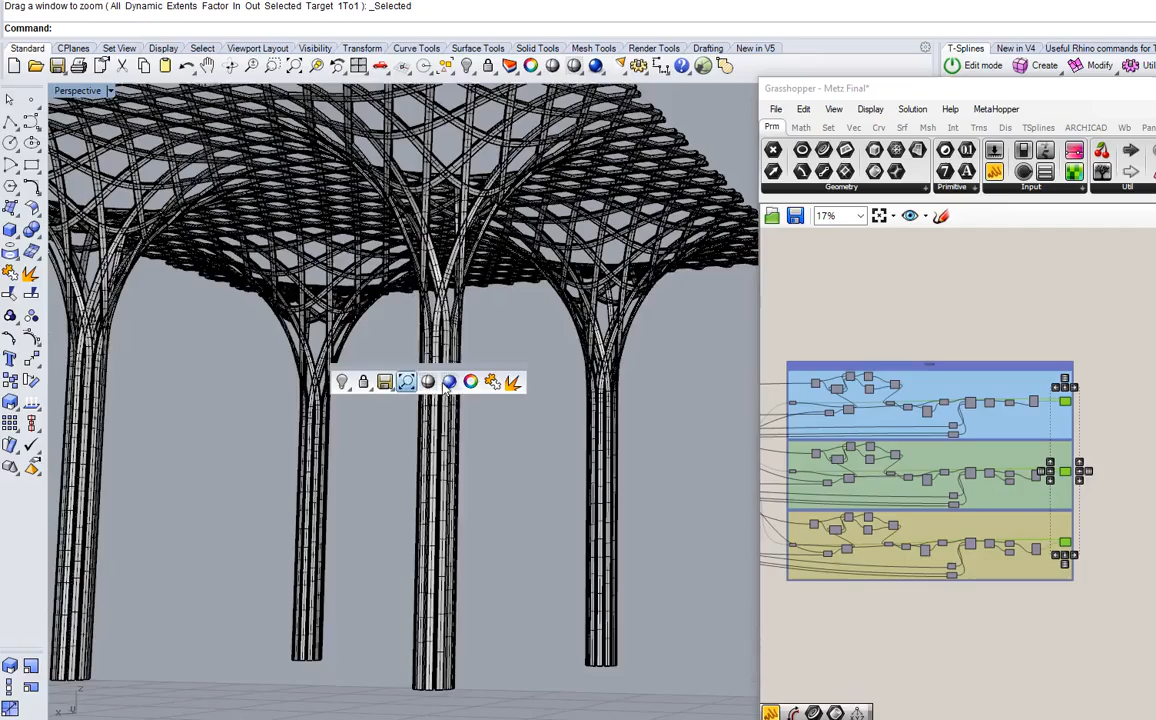 Drag a window to zoom ( All Dynamic Extents Factor In Out Selected Target 1To1 ): _Selected
Command:
Standard CPlanes Set View Display Select Viewport Layout Visibility Transform Curve Tools Surface Tools Solid Tools Mesh Tools Render Tools Drafting New in V5
T-Splines New in V4 Useful Rhino commands for
Edit mode Create Modify Util
Perspective
Grasshopper - Metz Final*
File Edit View Display Solution Help MetaHopper
Prm Math Set Vec Crv Srf Msh Int Trns Dis TSplines ARCHICAD Wb Pan
Geometry Primitive Input Util
17%
z
x